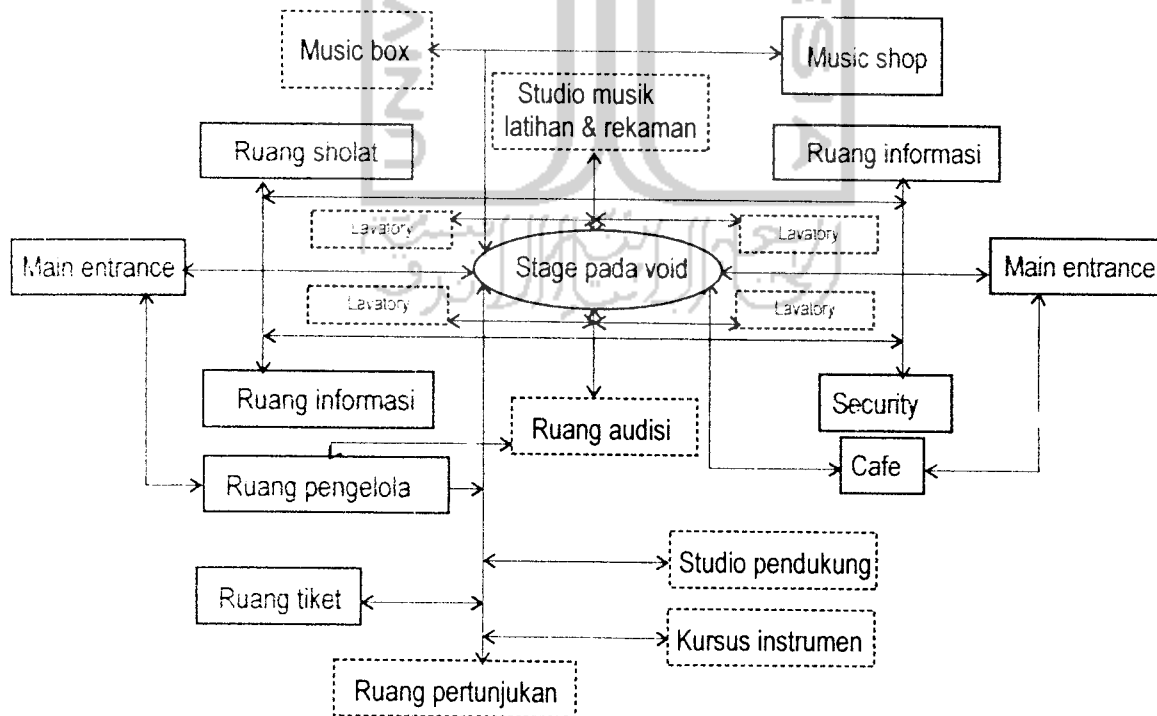 Music box
Music shop
Studio musik
latihan & rekaman
Ruang sholat
Ruang informasi
Lavatory
Lavatory
Main entrance
Stage pada void
Main entrance
Lavatory
Lavatory
Ruang informasi
Security
Ruang audisi
Cafe
Ruang pengelola
Studio pendukung
Ruang tiket
Kursus instrumen
Ruang pertunjukan